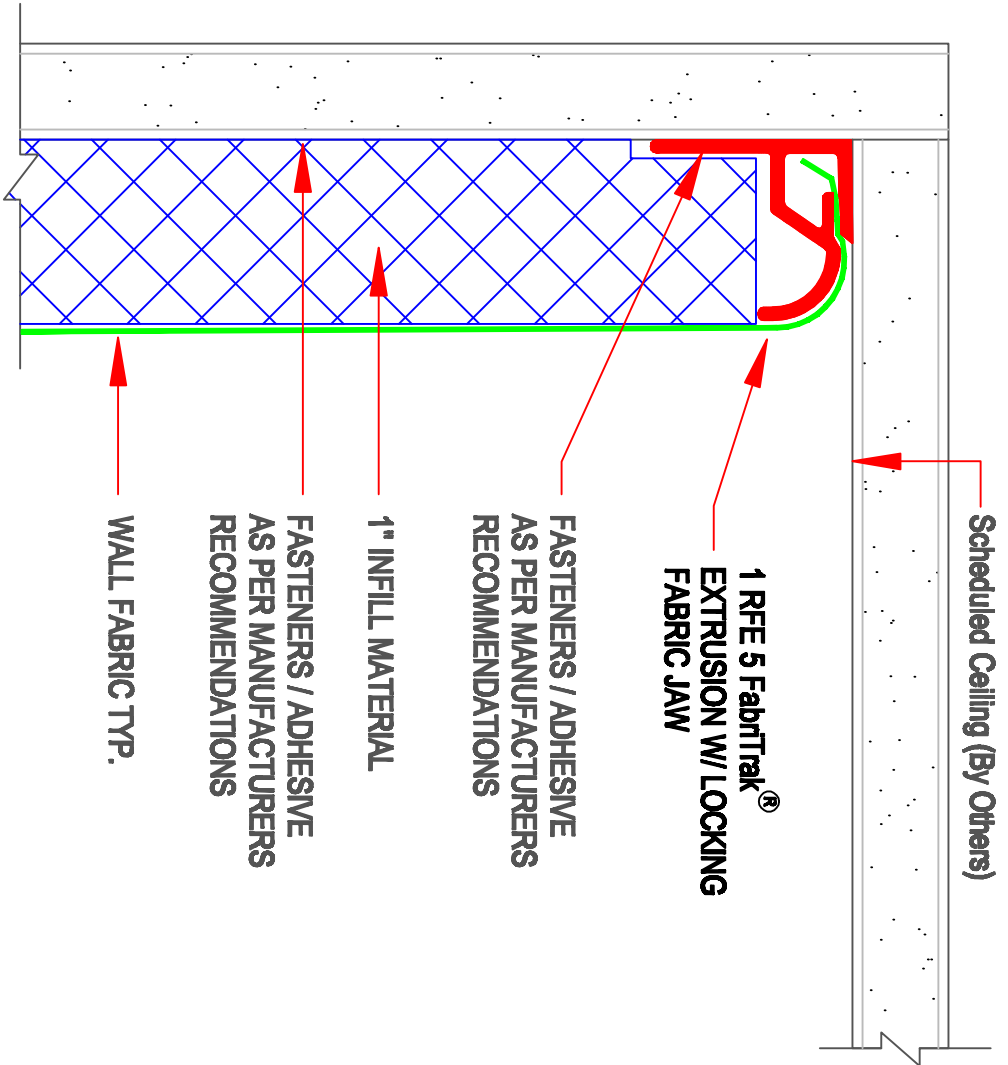 Scheduled Ceiling (By Others)
1 RFE 5 FabriTrak®
EXTRUSION W/ LOCKING
FABRIC JAW
FASTENERS / ADHESIVE
AS PER MANUFACTURERS
RECOMMENDATIONS
1" INFILL MATERIAL
FASTENERS / ADHESIVE
AS PER MANUFACTURERS
RECOMMENDATIONS
WALL FABRIC TYP.